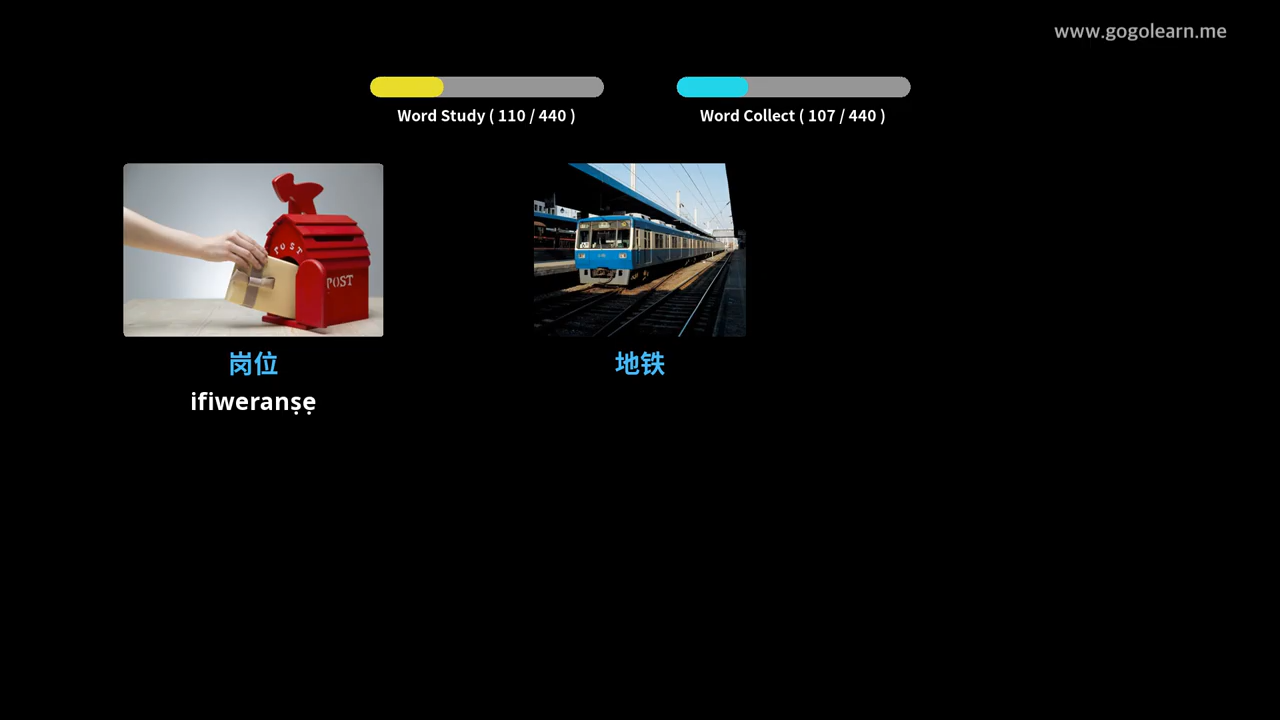 www.gogolearn.me
Word Study ( 110 / 440 )
Word Collect ( 107 / 440 )
POST
POST
岗位
地铁
ifiweranṣẹ